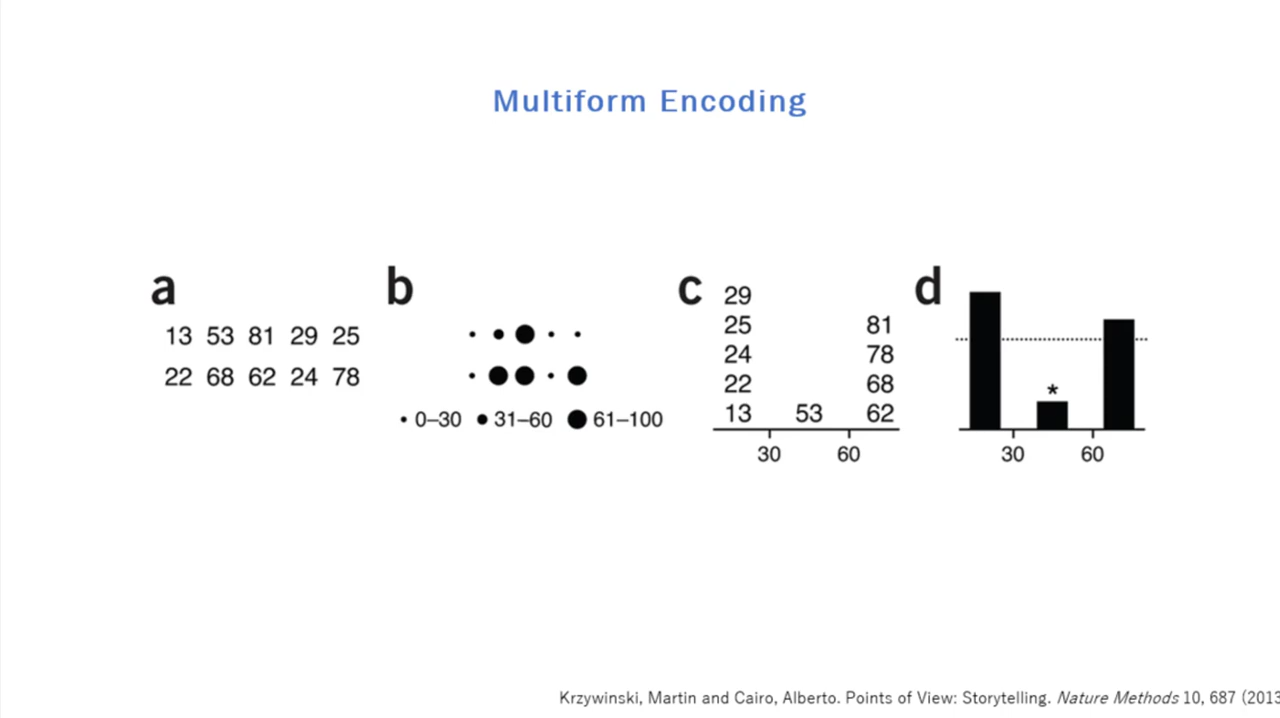 Multiform Encoding
a
13 53 81 29 25
22 68 62 24 78
b
0–30 31–60 61–100
c
29
25 81
24 78
22 68
13 53 62
30 60
d
*
30 60
Krzywinski, Martin and Cairo, Alberto. Points of View: Storytelling. Nature Methods 10, 687 (2013